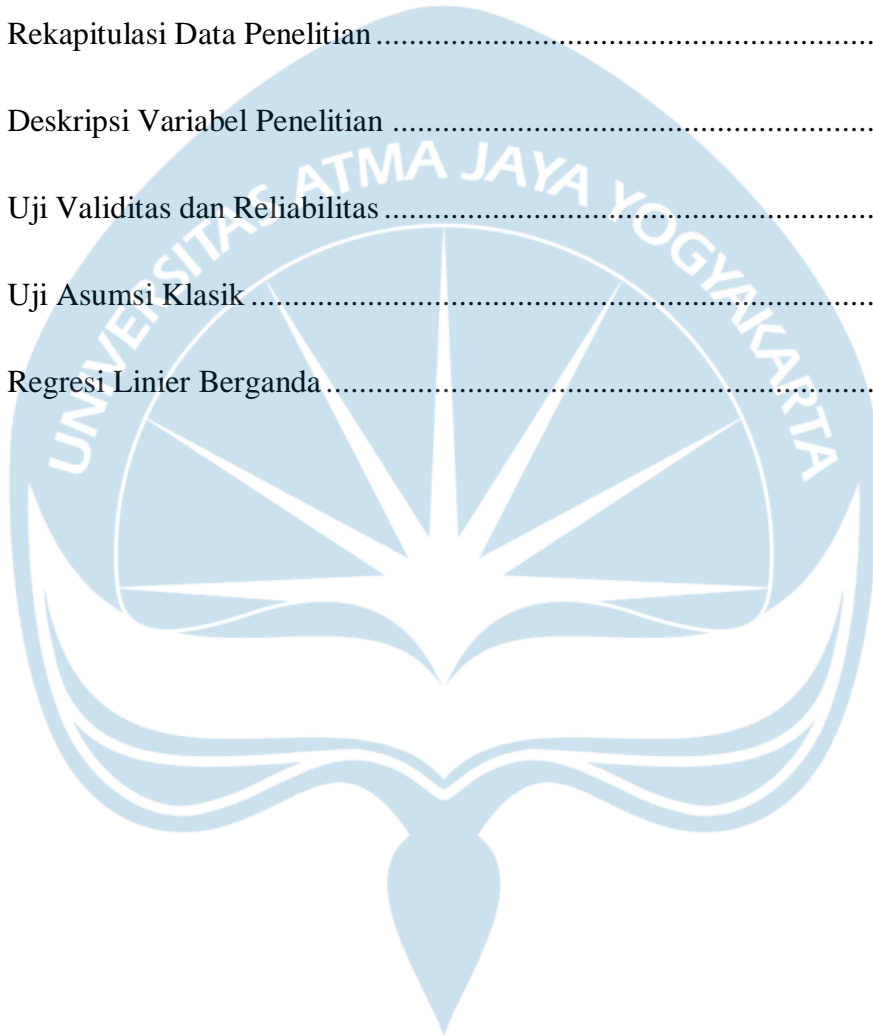 Rekapitulasi Data Penelitian ............................................................
Deskripsi Variabel Penelitian ..........................................................
UNIVERSITAS ATMA JAYA YOGYAKARTA
Uji Validitas dan Reliabilitas ...........................................................
Uji Asumsi Klasik ...........................................................................
Regresi Linier Berganda ..................................................................